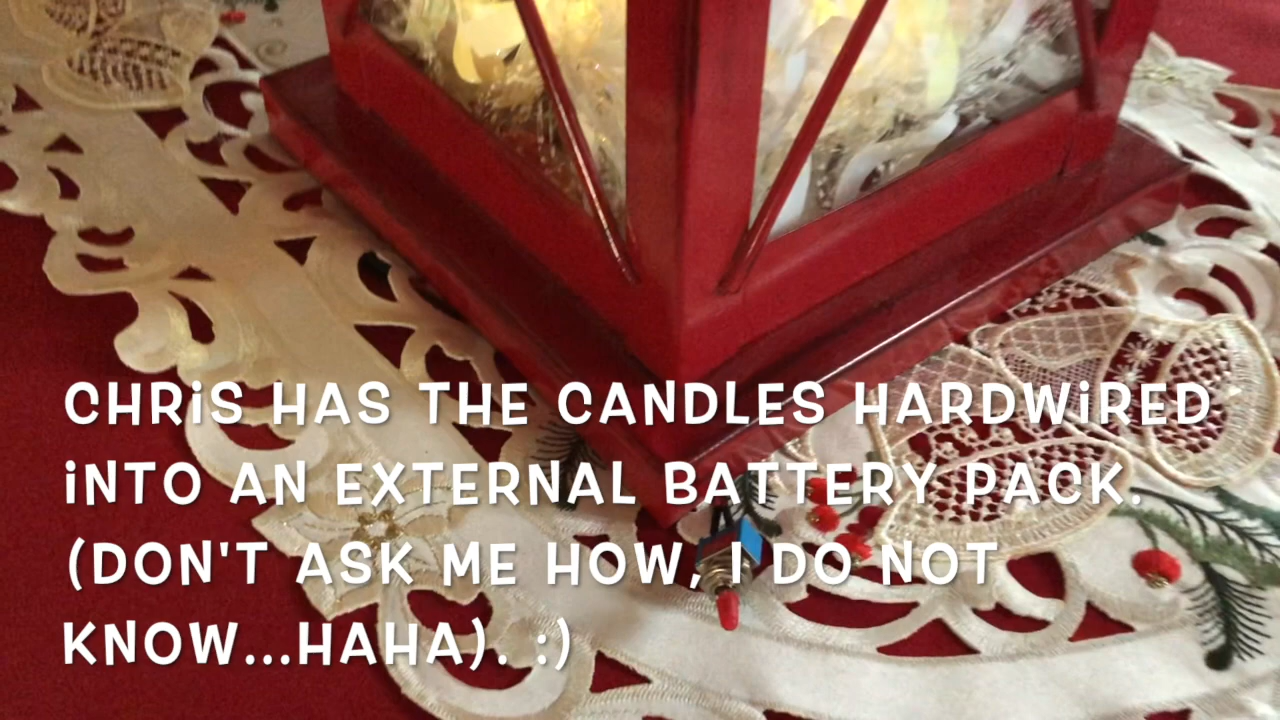 CHRiS HAS THE CANDLES HARDWiRED
iNTO AN EXTERNAL BATTERY PACK.
(DON'T ASK ME HOW, I DO NOT
KNOW...HAHA). :)